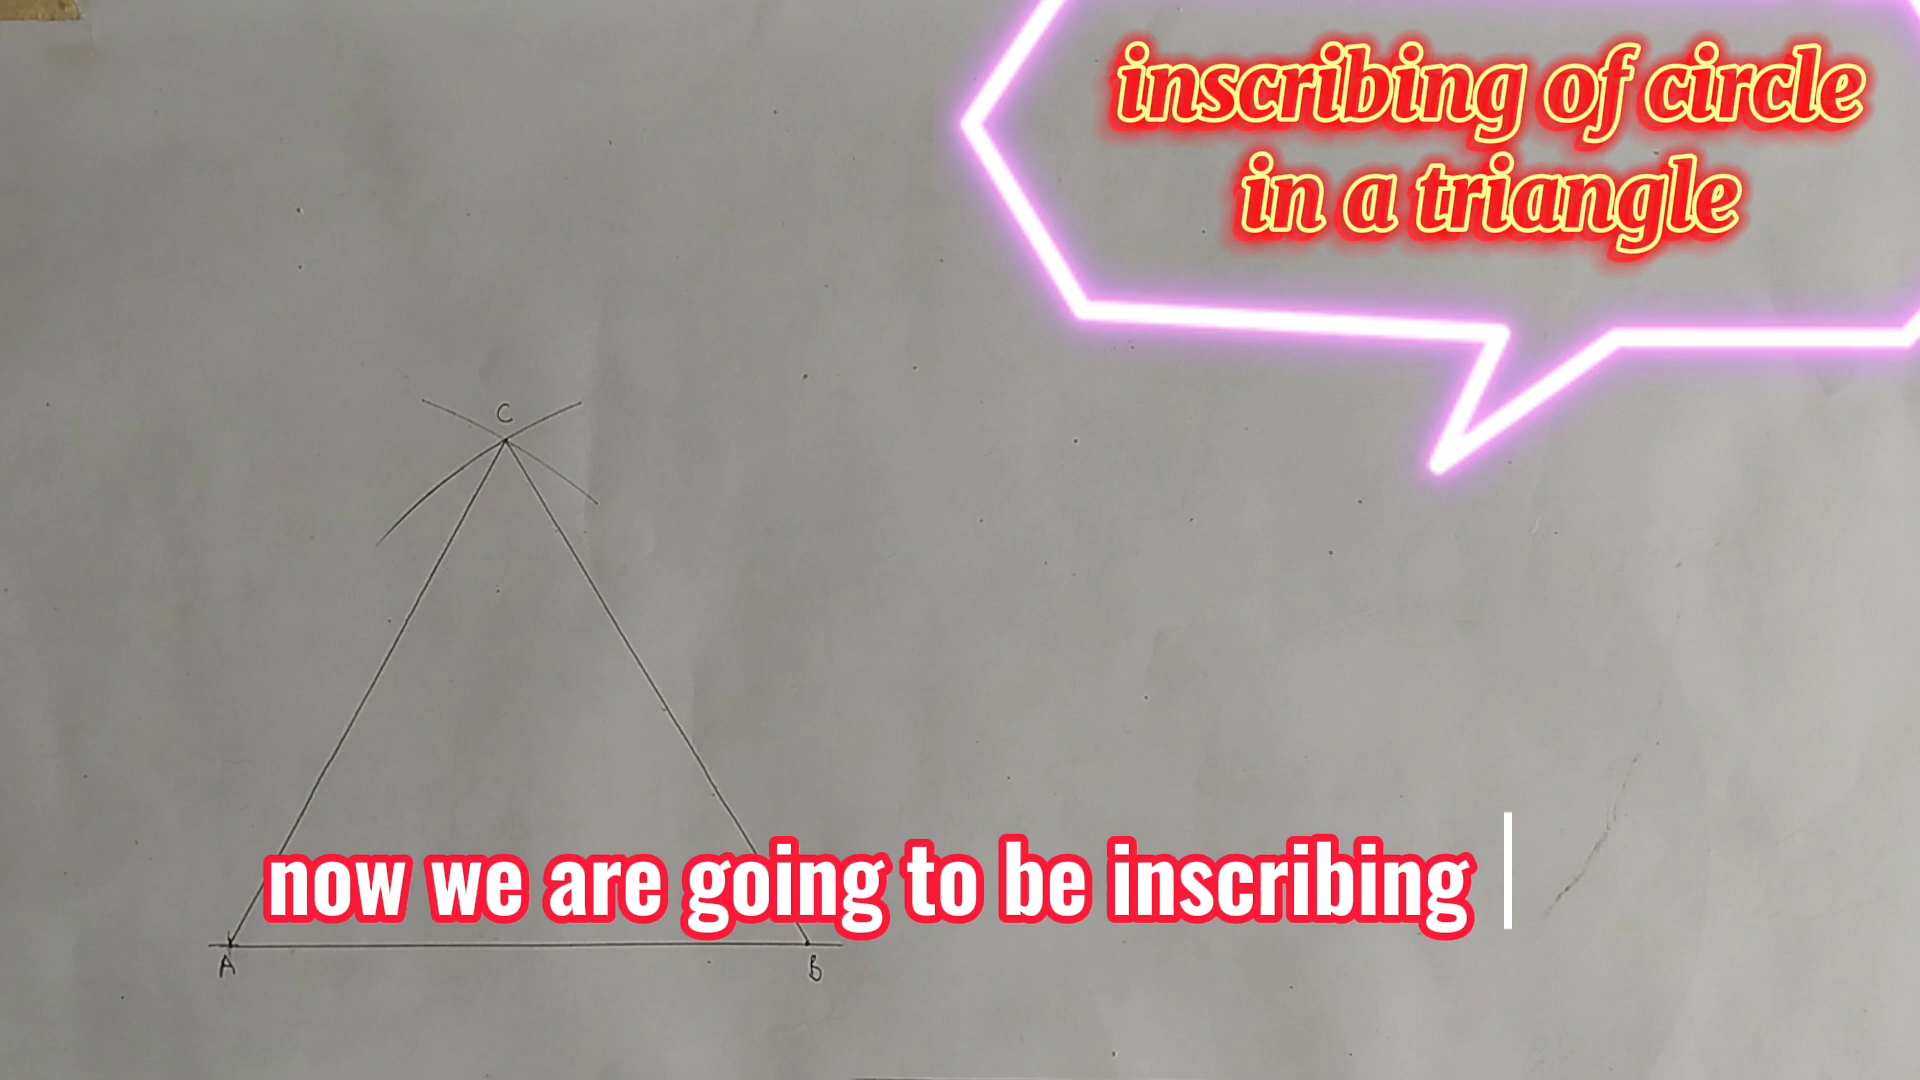 inscribing of circle
in a triangle
C
now we are going to be inscribing
A
B